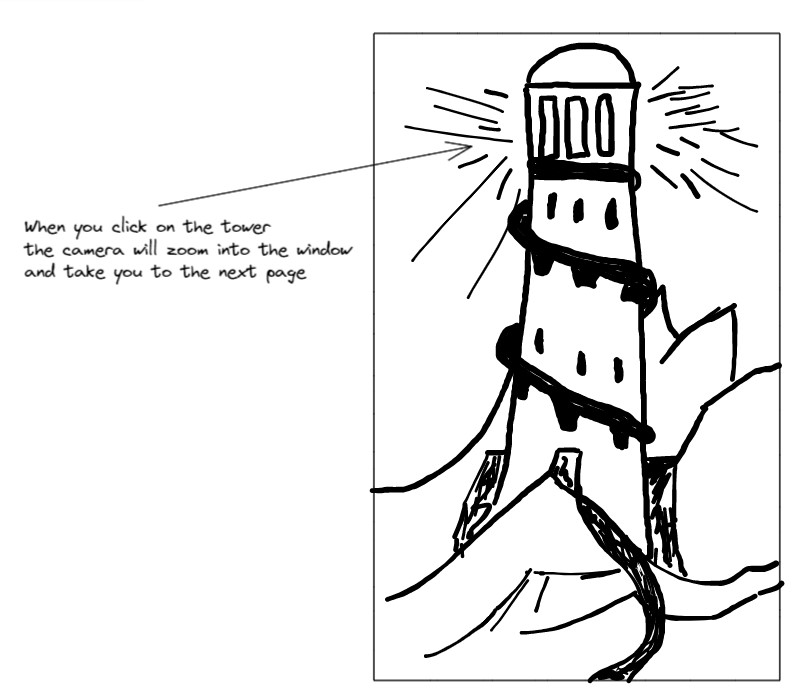 When you click on the tower
the camera will zoom into the window
and take you to the next page